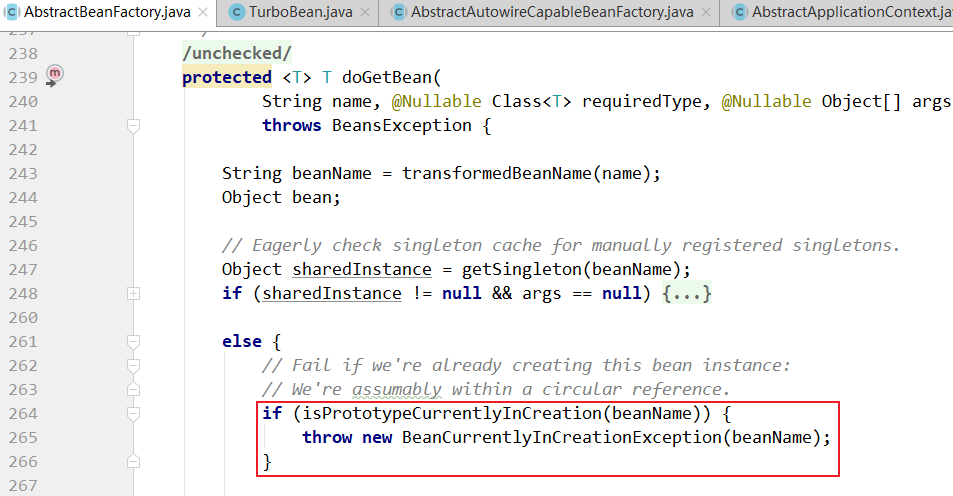 AbstractBeanFactory.java × TurboBean.java × AbstractAutowireCapableBeanFactory.java × AbstractApplicationContext.ja
238 /unchecked/
239 protected <T> T doGetBean(
240 String name, @Nullable Class<T> requiredType, @Nullable Object[] args
241 throws BeansException {
242
243 String beanName = transformedBeanName(name);
244 Object bean;
245
246 // Eagerly check singleton cache for manually registered singletons.
247 Object sharedInstance = getSingleton(beanName);
248 if (sharedInstance != null && args == null) {...}
260
261 else {
262 // Fail if we're already creating this bean instance:
263 // We're assumably within a circular reference.
264 if (isPrototypeCurrentlyInCreation(beanName)) {
265 throw new BeanCurrentlyInCreationException(beanName);
266 }
267